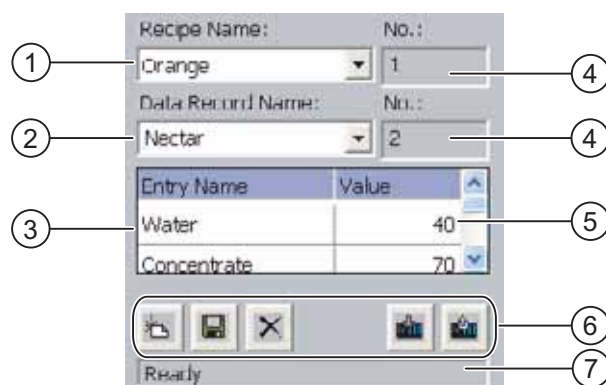 Recipe Name: No.:
1 Orange 1 4
Data Record Name: No.:
2 Nectar 2 4
Entry Name Value
3 Water 40 5
Concentrate 70
6
Ready 7